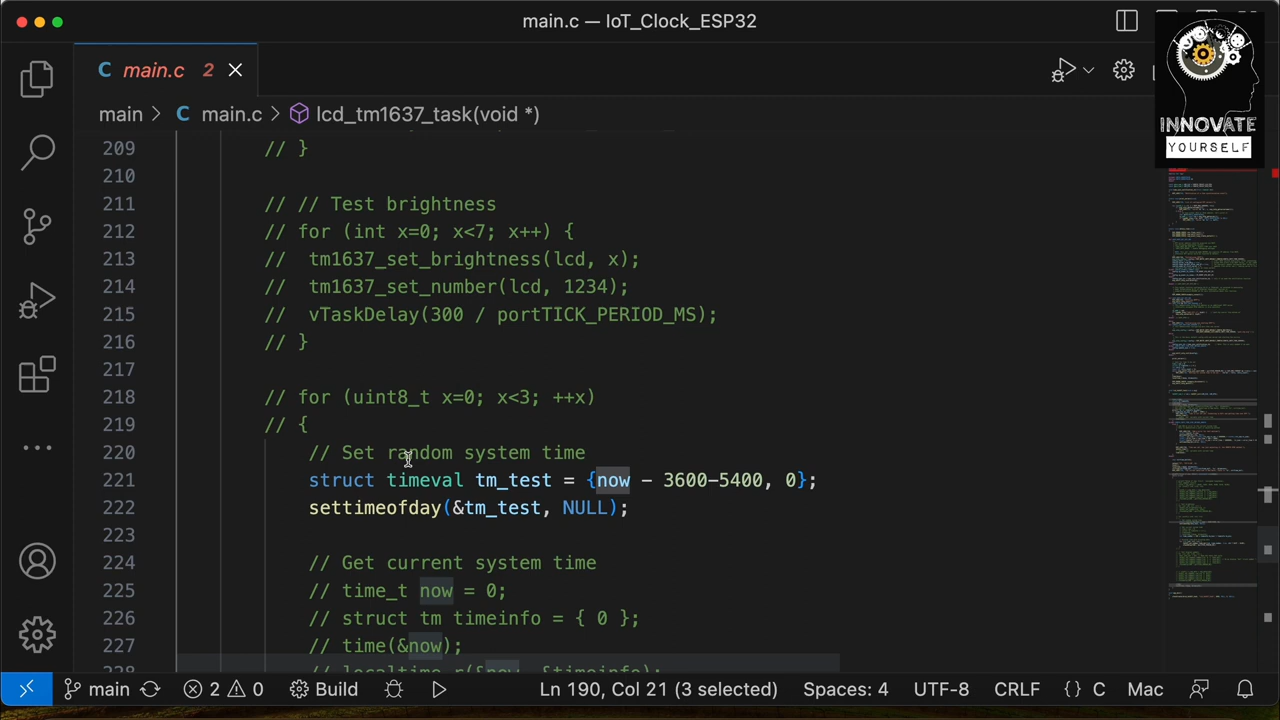 main.c — IoT_Clock_ESP32
C main.c 2
main > C main.c > lcd_tm1637_task(void *)
INNOVATE
YOURSELF
209 // }
210
211 // // Test brightness
212 // for (int x=0; x<7; x++) {
213 //  tm1637_set_brightness(lcd, x);
214 //  tm1637_set_number(lcd, 1234);
215 //  vTaskDelay(300 / portTICK_PERIOD_MS);
216 // }
217
218 // for (uint8_t x=0; x<3; ++x)
219 // {
220 // Set random system time
221 struct timeval tm_test = {now - 3600-5400, 0};
222 settimeofday(&tm_test, NULL);
223
224 // Get current system time
225 // time_t now = 0;
226 // struct tm timeinfo = { 0 };
227 // time(&now);
228 // localtime_r(&now, &timeinfo);
main 2 0 Build Ln 190, Col 21 (3 selected) Spaces: 4 UTF-8 CRLF {} C Mac